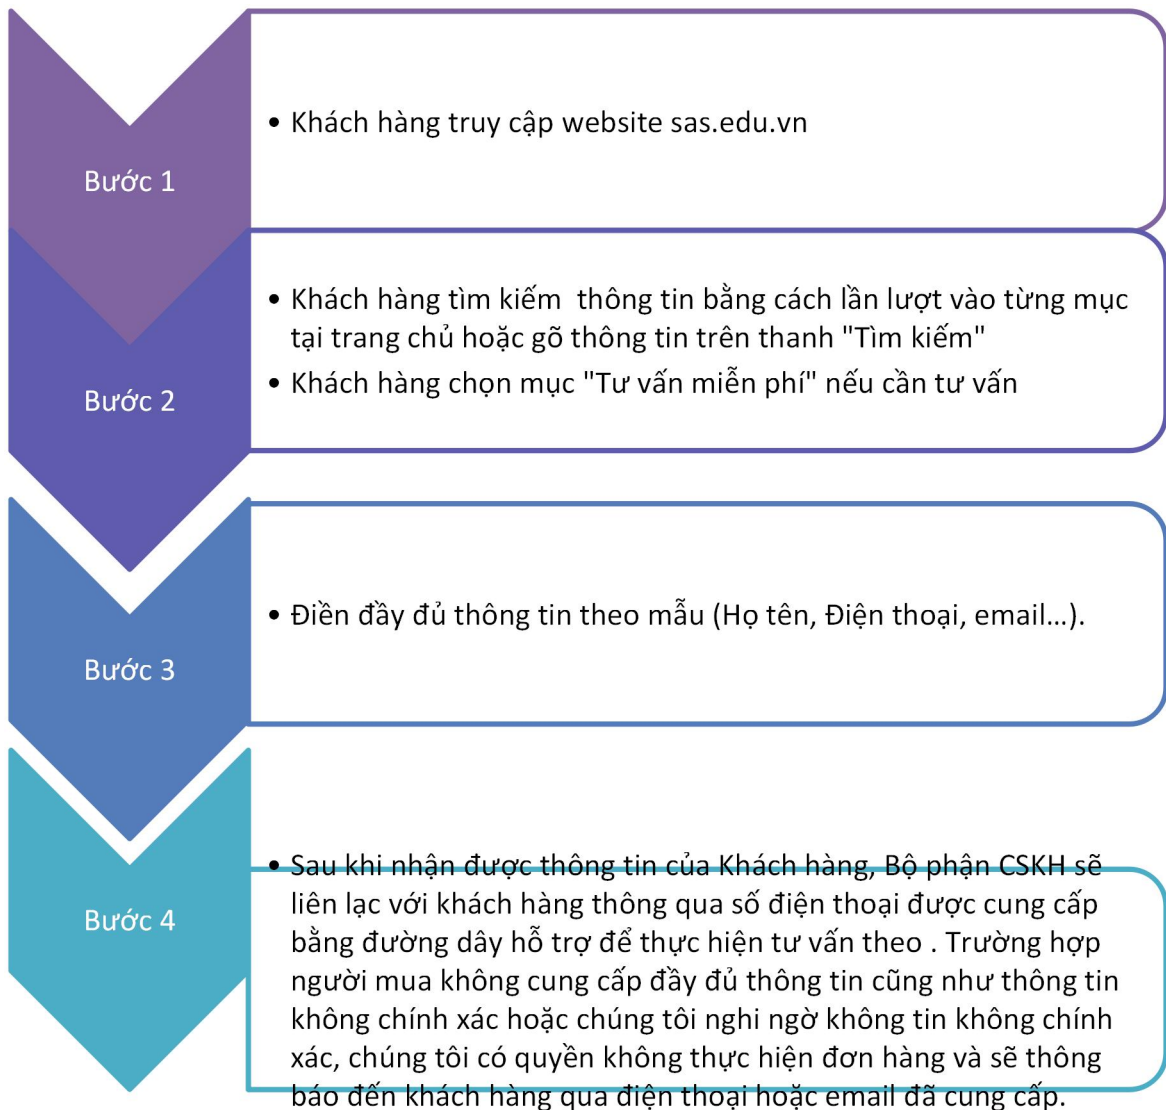 Bước 1
• Khách hàng truy cập website sas.edu.vn
Bước 2
• Khách hàng tìm kiếm  thông tin bằng cách lần lượt vào từng mục
tại trang chủ hoặc gõ thông tin trên thanh "Tìm kiếm"
• Khách hàng chọn mục "Tư vấn miễn phí" nếu cần tư vấn
Bước 3
• Điền đầy đủ thông tin theo mẫu (Họ tên, Điện thoại, email…).
Bước 4
• Sau khi nhận được thông tin của Khách hàng, Bộ phận CSKH sẽ
liên lạc với khách hàng thông qua số điện thoại được cung cấp
bằng đường dây hỗ trợ để thực hiện tư vấn theo . Trường hợp
người mua không cung cấp đầy đủ thông tin cũng như thông tin
không chính xác hoặc chúng tôi nghi ngờ không tin không chính
xác, chúng tôi có quyền không thực hiện đơn hàng và sẽ thông
báo đến khách hàng qua điện thoại hoặc email đã cung cấp.